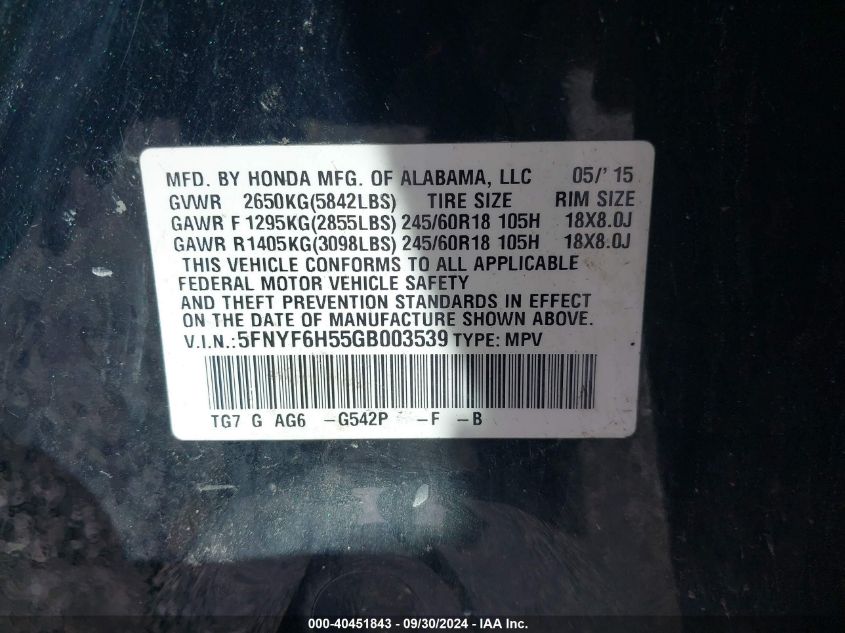 MFD. BY HONDA MFG. OF ALABAMA, LLC 05/' 15
GVWR 2650KG(5842LBS) TIRE SIZE RIM SIZE
GAWR F 1295KG(2855LBS) 245/60R18 105H 18X8.0J
GAWR R 1405KG(3098LBS) 245/60R18 105H 18X8.0J
THIS VEHICLE CONFORMS TO ALL APPLICABLE
FEDERAL MOTOR VEHICLE SAFETY
AND THEFT PREVENTION STANDARDS IN EFFECT
ON THE DATE OF MANUFACTURE SHOWN ABOVE.
V.I.N.:5FNYF6H55GB003539 TYPE: MPV
TG7 G AG6 -G542P -F -B
000-40451843 - 09/30/2024 - IAA Inc.